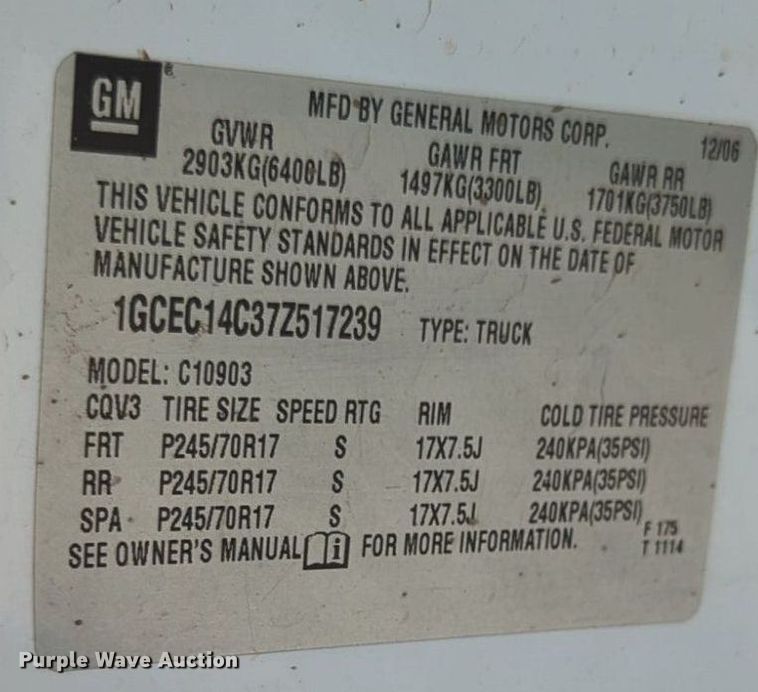 GM
MFD BY GENERAL MOTORS CORP.
12/06
GVWR GAWR FRT GAWR RR
2903KG(6400LB) 1497KG(3300LB) 1701KG(3750LB)
THIS VEHICLE CONFORMS TO ALL APPLICABLE U.S. FEDERAL MOTOR
VEHICLE SAFETY STANDARDS IN EFFECT ON THE DATE OF
MANUFACTURE SHOWN ABOVE.
1GCEC14C37Z517239 TYPE: TRUCK
MODEL: C10903
CQV3 TIRE SIZE SPEED RTG RIM COLD TIRE PRESSURE
FRT P245/70R17 S 17X7.5J 240KPA(35PSI)
RR P245/70R17 S 17X7.5J 240KPA(35PSI)
SPA P245/70R17 S 17X7.5J 240KPA(35PSI)
SEE OWNER'S MANUAL i FOR MORE INFORMATION.
F 175
T 1114
Purple Wave Auction